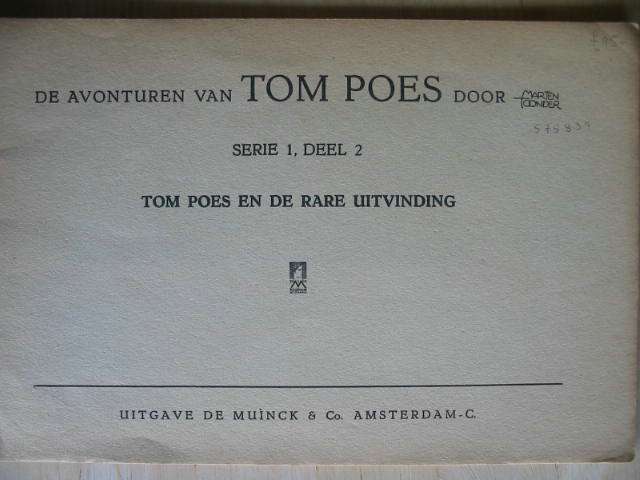 DE AVONTUREN VAN TOM POES DOOR MARTEN TOONDER
SERIE 1, DEEL 2
TOM POES EN DE RARE UITVINDING
UITGAVE DE MUÌNCK & Co. AMSTERDAM-C.